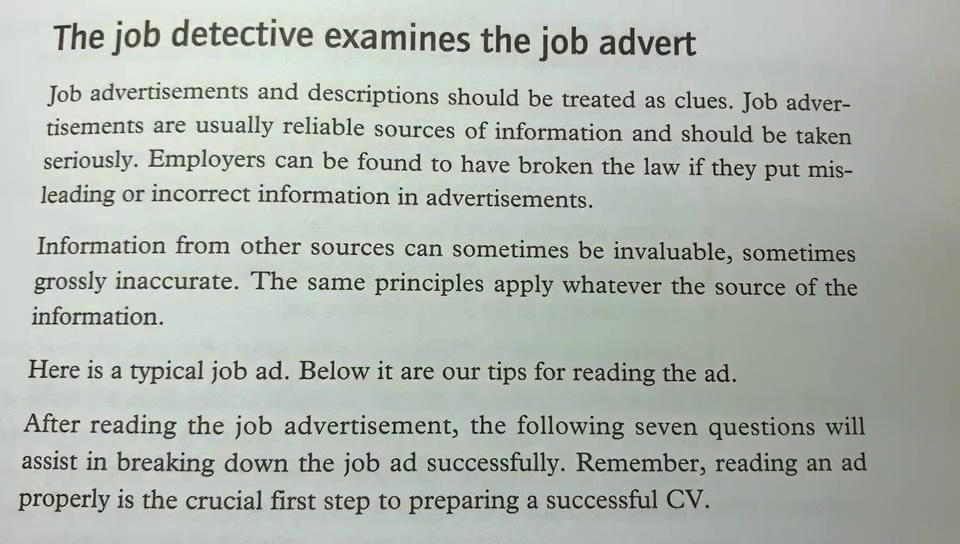 The job detective examines the job advert
Job advertisements and descriptions should be treated as clues. Job adver-
tisements are usually reliable sources of information and should be taken
seriously. Employers can be found to have broken the law if they put mis-
leading or incorrect information in advertisements.
Information from other sources can sometimes be invaluable, sometimes
grossly inaccurate. The same principles apply whatever the source of the
information.
Here is a typical job ad. Below it are our tips for reading the ad.
After reading the job advertisement, the following seven questions will
assist in breaking down the job ad successfully. Remember, reading an ad
properly is the crucial first step to preparing a successful CV.